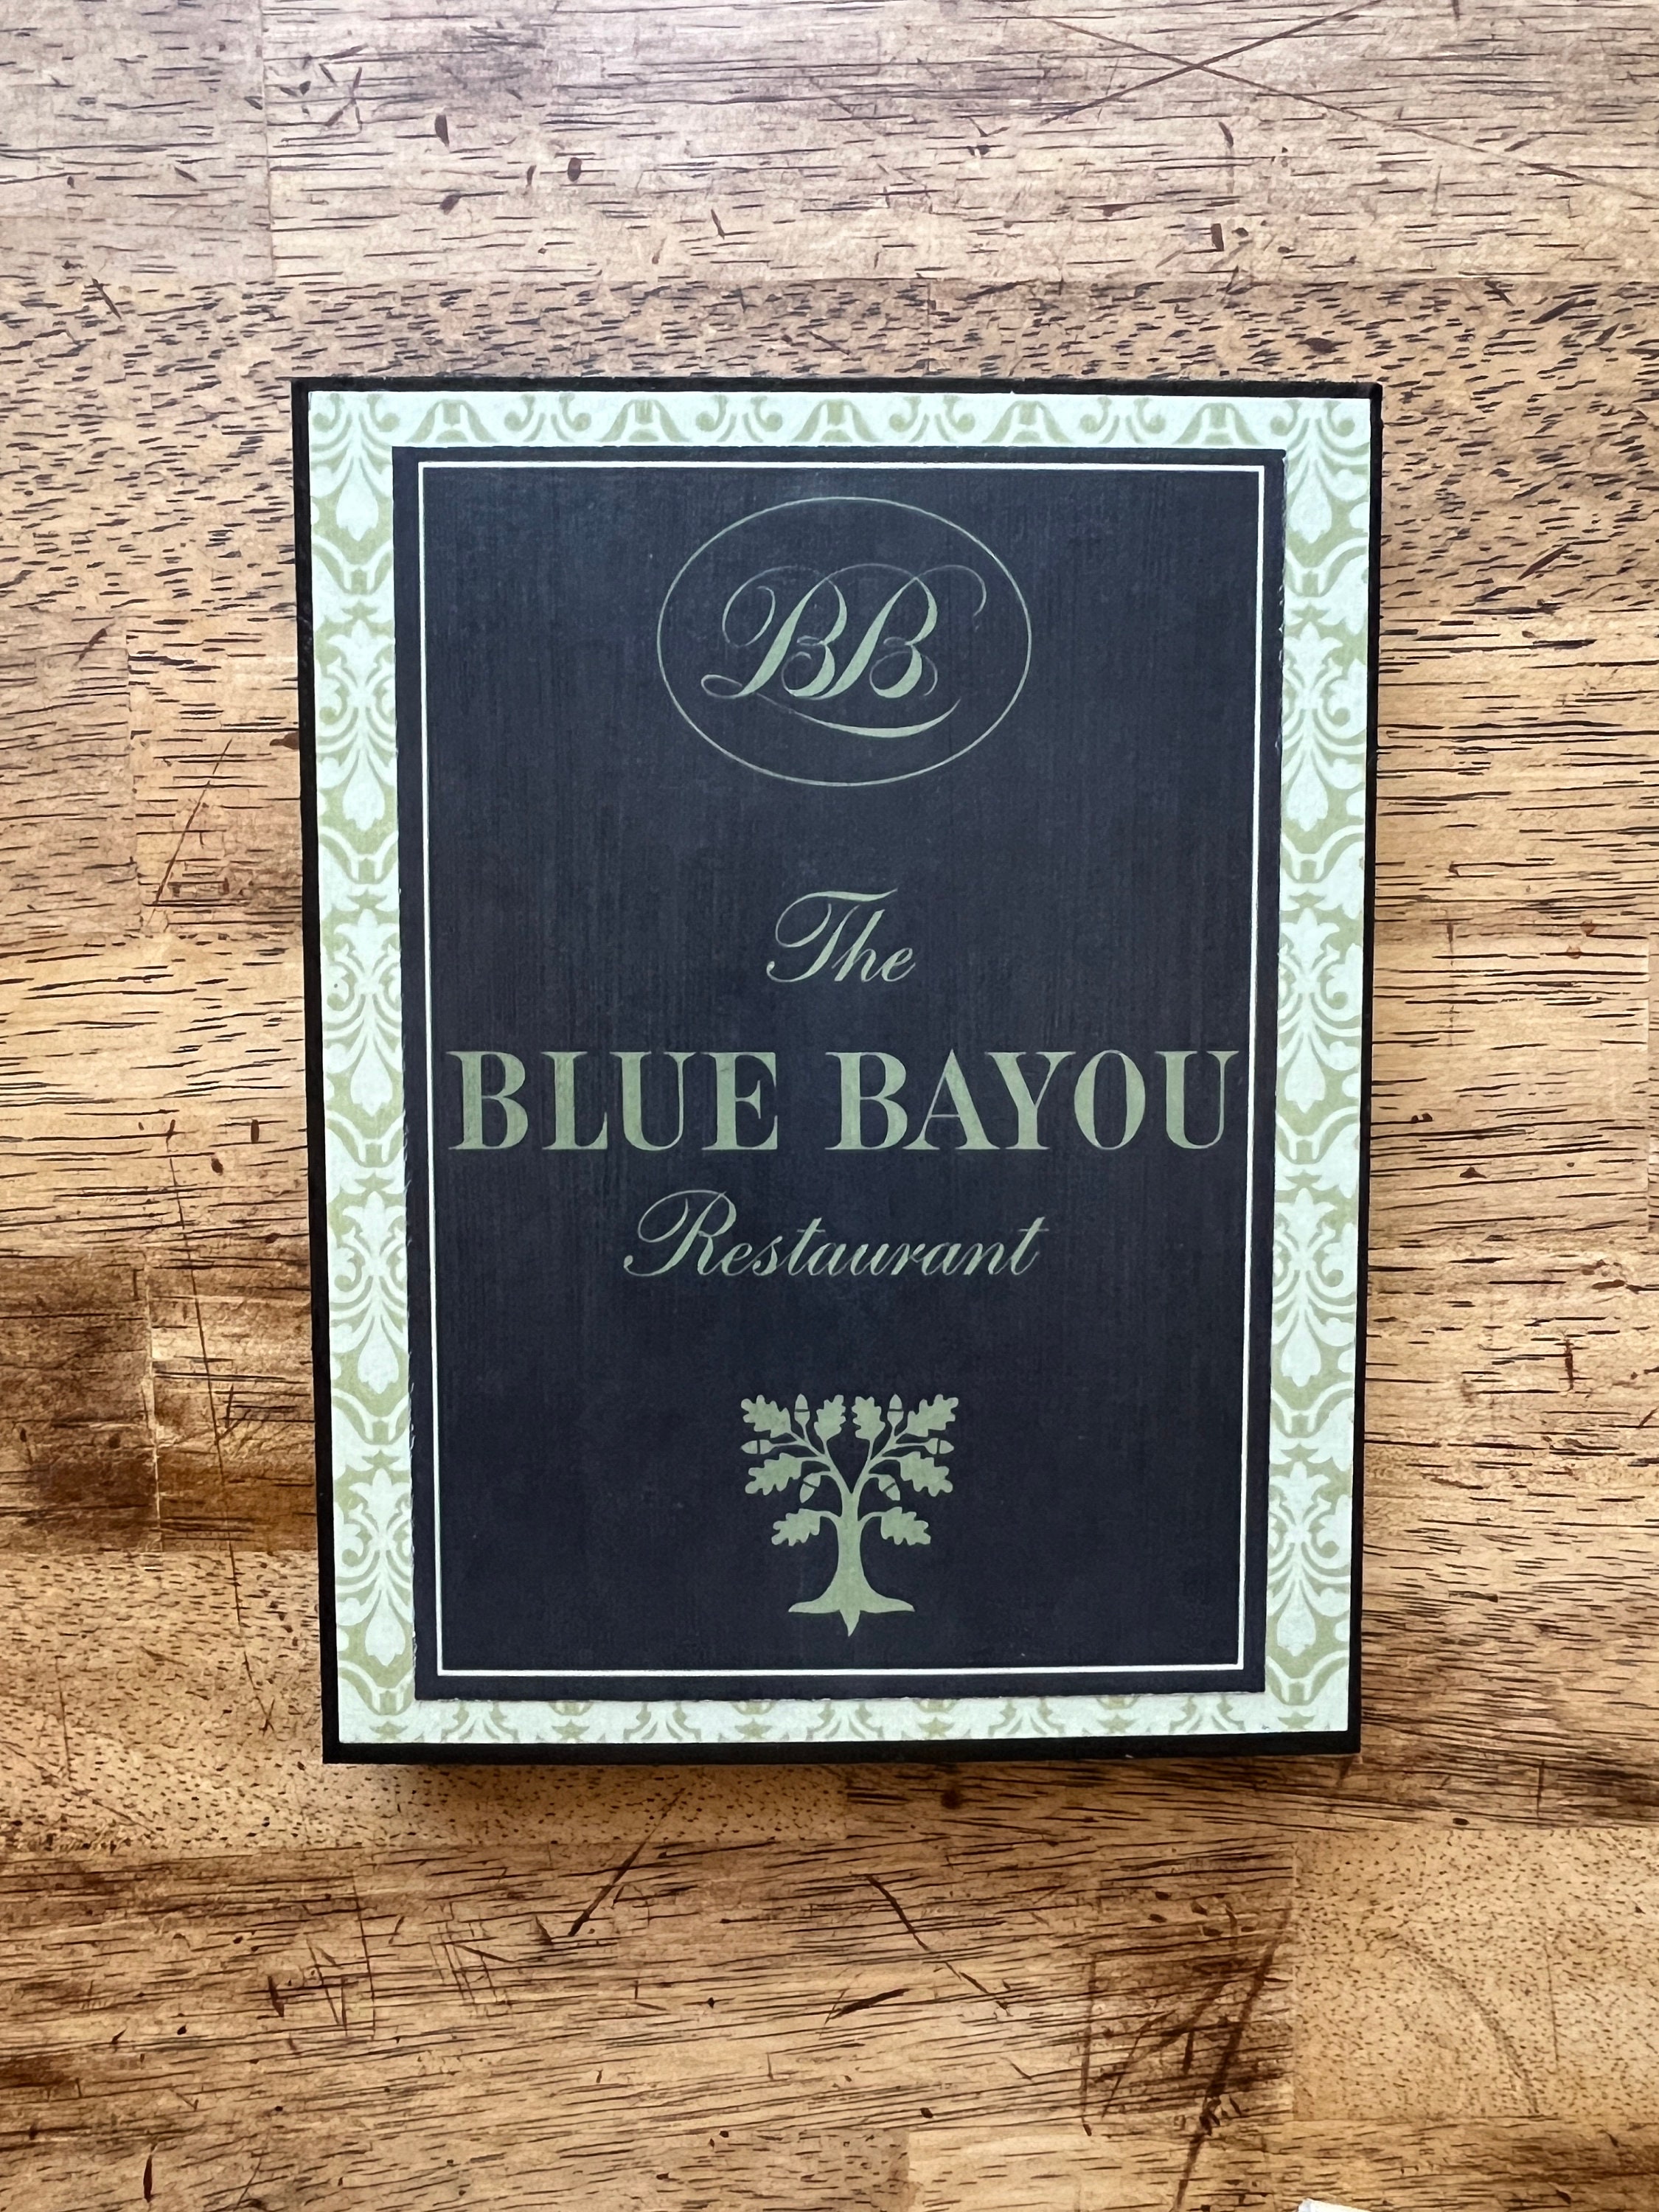 BB
The
BLUE BAYOU
Restaurant